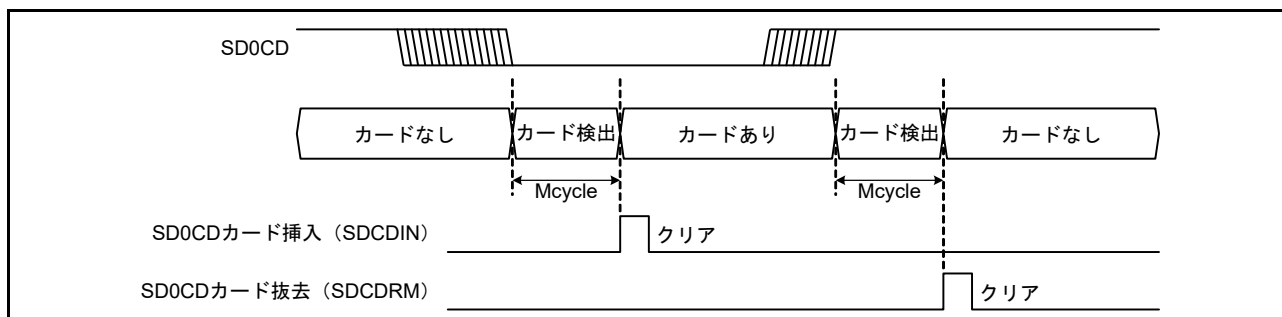 SD0CD
カードなし カード検出 カードあり カード検出 カードなし
Mcycle Mcycle
SD0CDカード挿入（SDCDIN） クリア
SD0CDカード抜去（SDCDRM） クリア